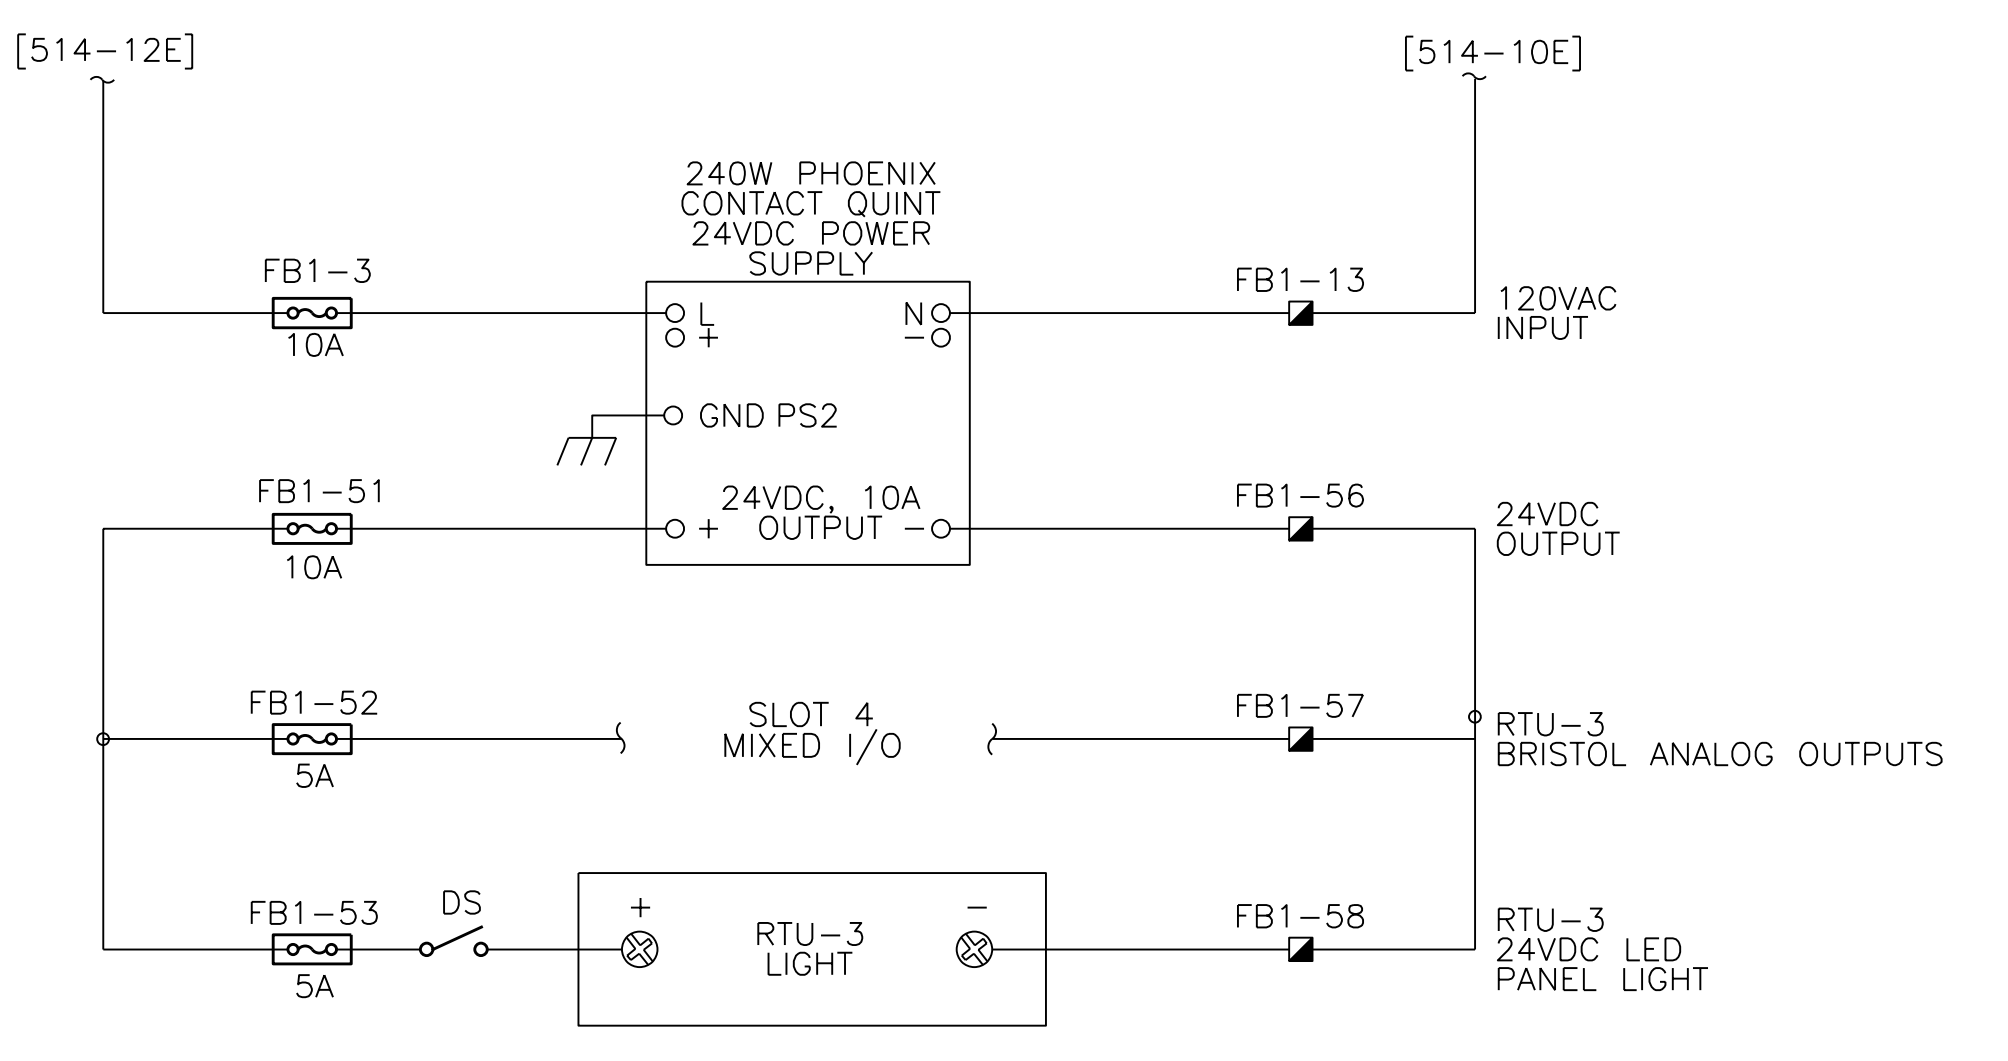 [514-12E]
[514-10E]
240W PHOENIX
CONTACT QUINT
24VDC POWER
SUPPLY
FB1-3
10A
L
+
N
-
FB1-13
120VAC
INPUT
GND PS2
FB1-51
10A
+
24VDC, 10A
OUTPUT
-
FB1-56
24VDC
OUTPUT
FB1-52
5A
SLOT 4
MIXED I/O
FB1-57
RTU-3
BRISTOL ANALOG OUTPUTS
FB1-53
5A
DS
+
RTU-3
LIGHT
-
FB1-58
RTU-3
24VDC LED
PANEL LIGHT